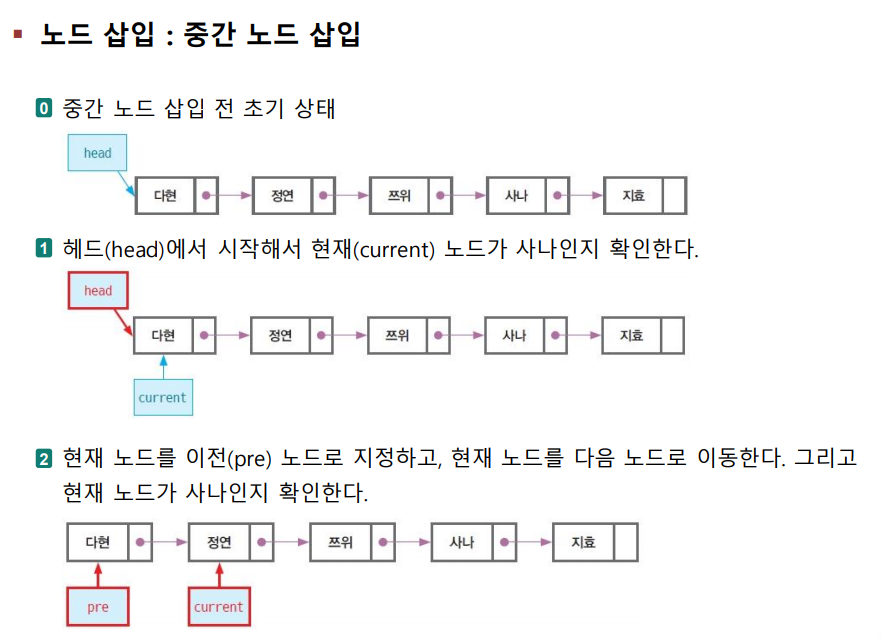 노드 삽입 : 중간 노드 삽입
0 중간 노드 삽입 전 초기 상태
head
다현 정연 쯔위 사나 지효
1 헤드(head)에서 시작해서 현재(current) 노드가 사나인지 확인한다.
head
다현 정연 쯔위 사나 지효
current
2 현재 노드를 이전(pre) 노드로 지정하고, 현재 노드를 다음 노드로 이동한다. 그리고
현재 노드가 사나인지 확인한다.
다현 정연 쯔위 사나 지효
pre current